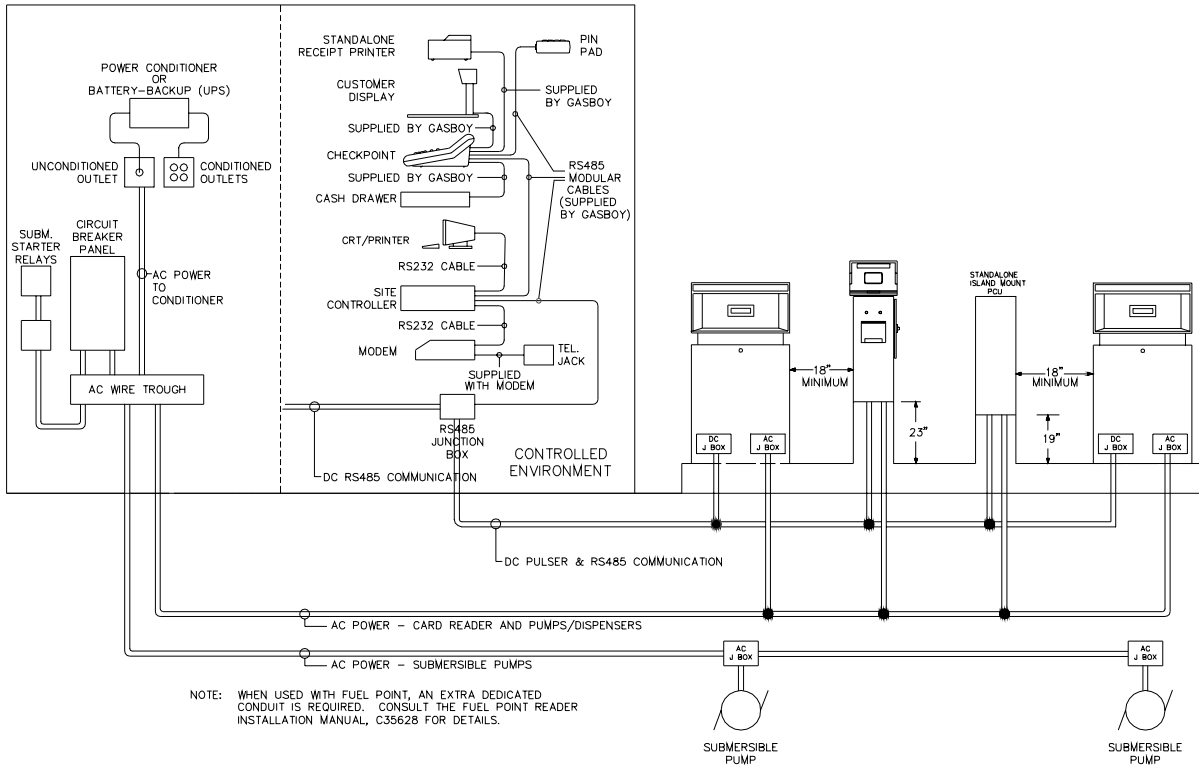 POWER CONDITIONER
OR
BATTERY-BACKUP (UPS)
UNCONDITIONED
OUTLET
CONDITIONED
OUTLETS
SUBM.
STARTER
RELAYS
CIRCUIT
BREAKER
PANEL
AC POWER
TO
CONDITIONER
AC WIRE TROUGH
STANDALONE
RECEIPT PRINTER
PIN
PAD
CUSTOMER
DISPLAY
SUPPLIED
BY GASBOY
SUPPLIED BY GASBOY
CHECKPOINT
SUPPLIED BY GASBOY
RS485
MODULAR
CABLES
(SUPPLIED
BY GASBOY)
CASH DRAWER
CRT/PRINTER
RS232 CABLE
SITE
CONTROLLER
RS232 CABLE
MODEM
TEL.
JACK
SUPPLIED
WITH MODEM
RS485
JUNCTION
BOX
CONTROLLED
ENVIRONMENT
DC RS485 COMMUNICATION
STANDALONE
ISLAND MOUNT
PCU
18"
MINIMUM
18"
MINIMUM
23"
19"
DC
J BOX
AC
J BOX
DC
J BOX
AC
J BOX
DC PULSER & RS485 COMMUNICATION
AC POWER - CARD READER AND PUMPS/DISPENSERS
AC POWER - SUBMERSIBLE PUMPS
AC
J BOX
AC
J BOX
NOTE: WHEN USED WITH FUEL POINT, AN EXTRA DEDICATED
CONDUIT IS REQUIRED. CONSULT THE FUEL POINT READER
INSTALLATION MANUAL, C35628 FOR DETAILS.
SUBMERSIBLE
PUMP
SUBMERSIBLE
PUMP